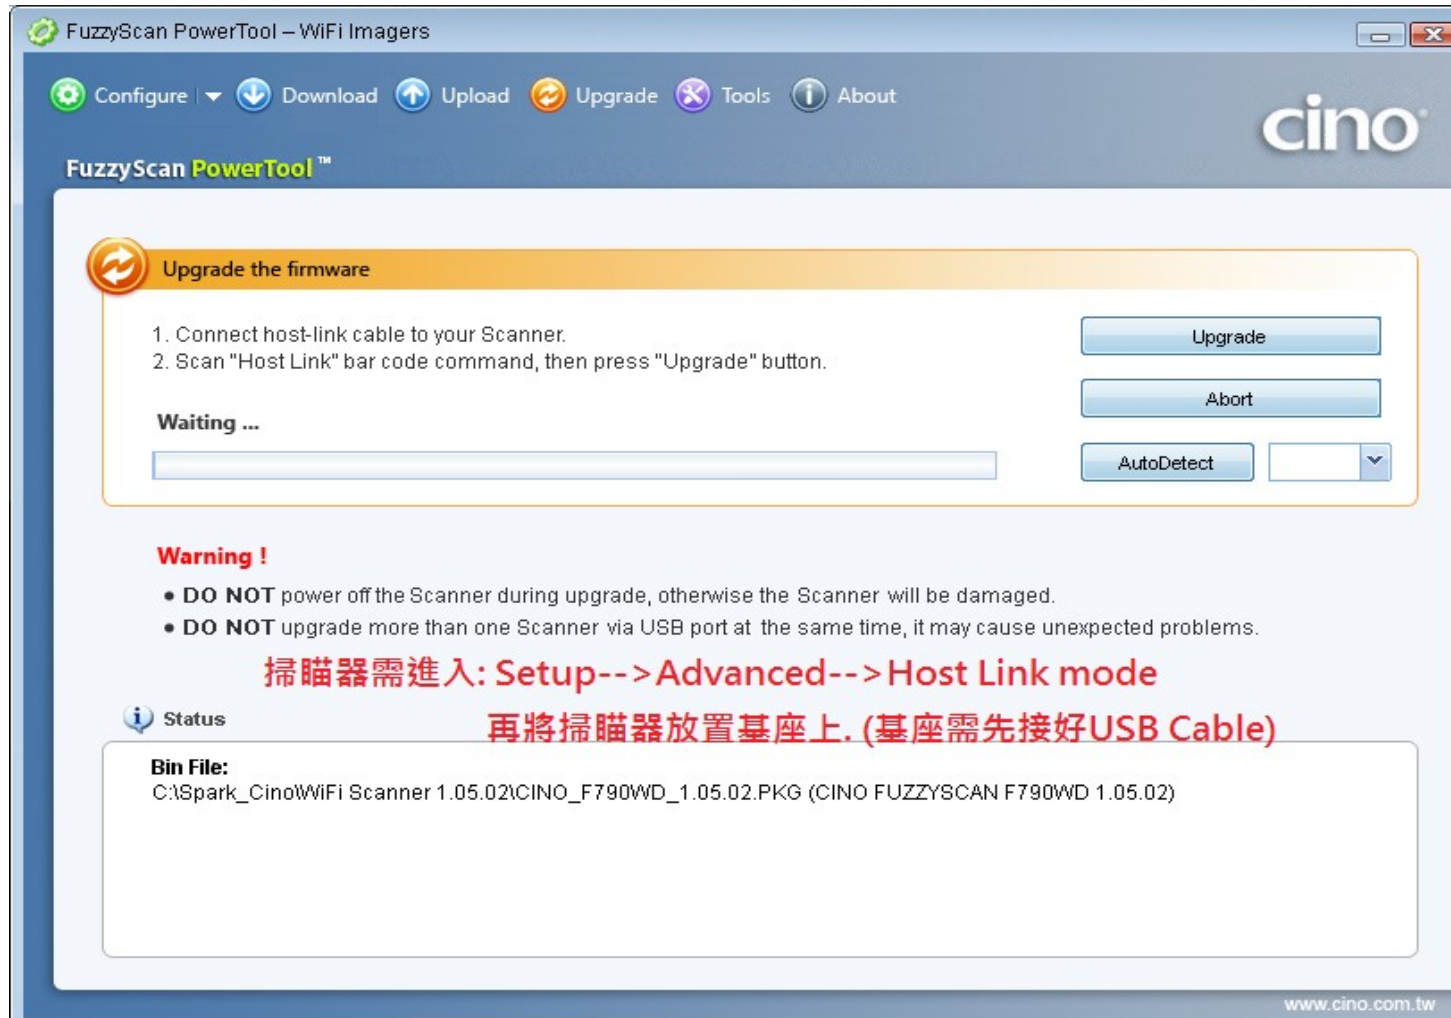 FuzzyScan PowerTool – WiFi Imagers
Configure Download Upload Upgrade Tools About
cino
FuzzyScan PowerTool™
Upgrade the firmware
1. Connect host-link cable to your Scanner.
2. Scan "Host Link" bar code command, then press "Upgrade" button.
Upgrade
Abort
Waiting ...
AutoDetect
Warning !
• DO NOT power off the Scanner during upgrade, otherwise the Scanner will be damaged.
• DO NOT upgrade more than one Scanner via USB port at the same time, it may cause unexpected problems.
掃瞄器需進入: Setup-->Advanced-->Host Link mode
再將掃瞄器放置基座上. (基座需先接好USB Cable)
Status
Bin File:
C:\Spark_Cino\WiFi Scanner 1.05.02\CINO_F790WD_1.05.02.PKG (CINO FUZZYSCAN F790WD 1.05.02)
www.cino.com.tw